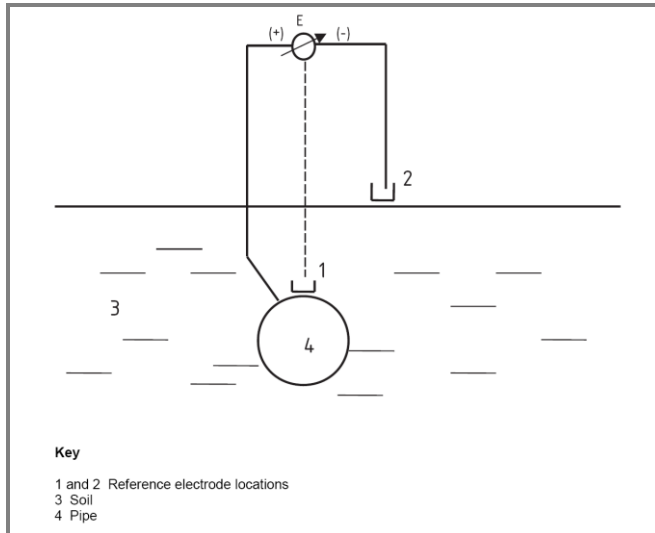 E
(+) (-)
2
1
3
4
Key
1 and 2 Reference electrode locations
3 Soil
4 Pipe